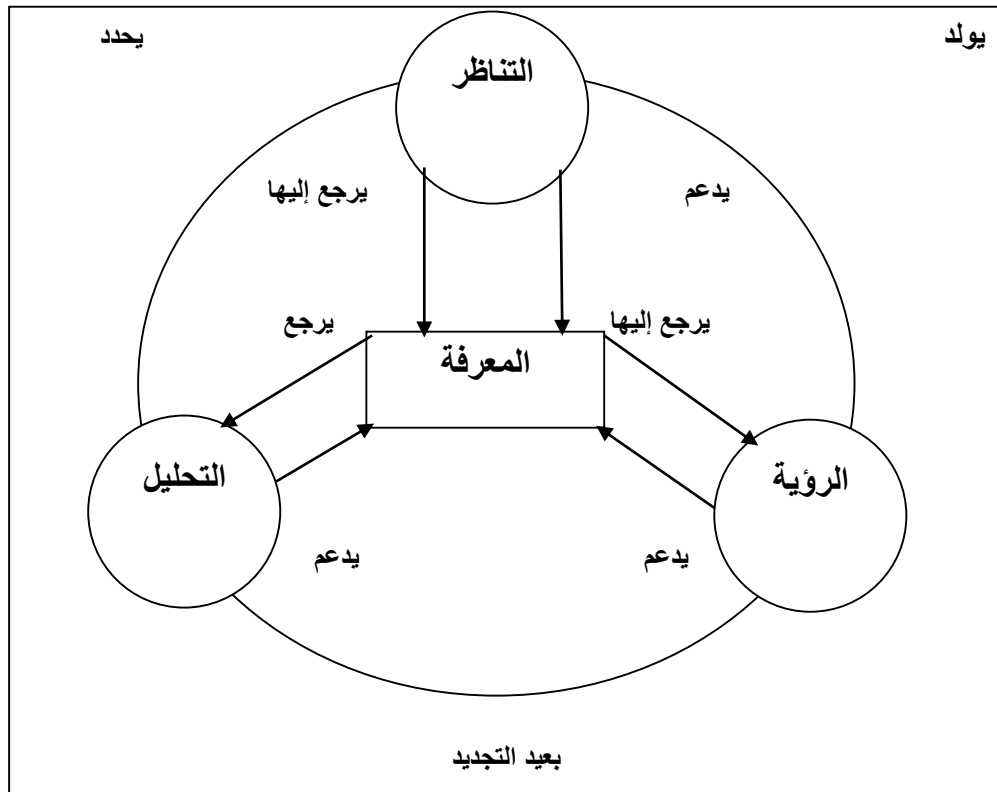 يولد
يحدد
التناظر
يدعم
يرجع إليها
يرجع إليها
يرجع
المعرفة
الرؤية
التحليل
يدعم
يدعم
بعيد التجديد